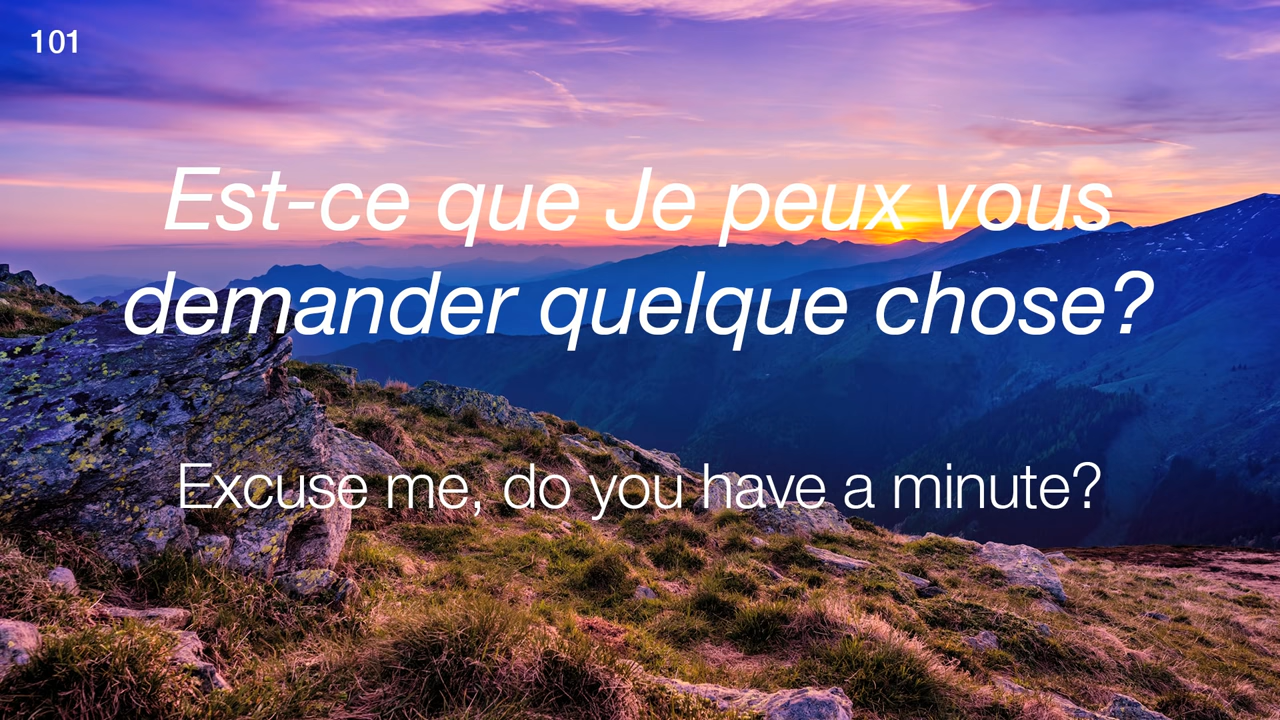 101
Est-ce que Je peux vous
demander quelque chose?
Excuse me, do you have a minute?